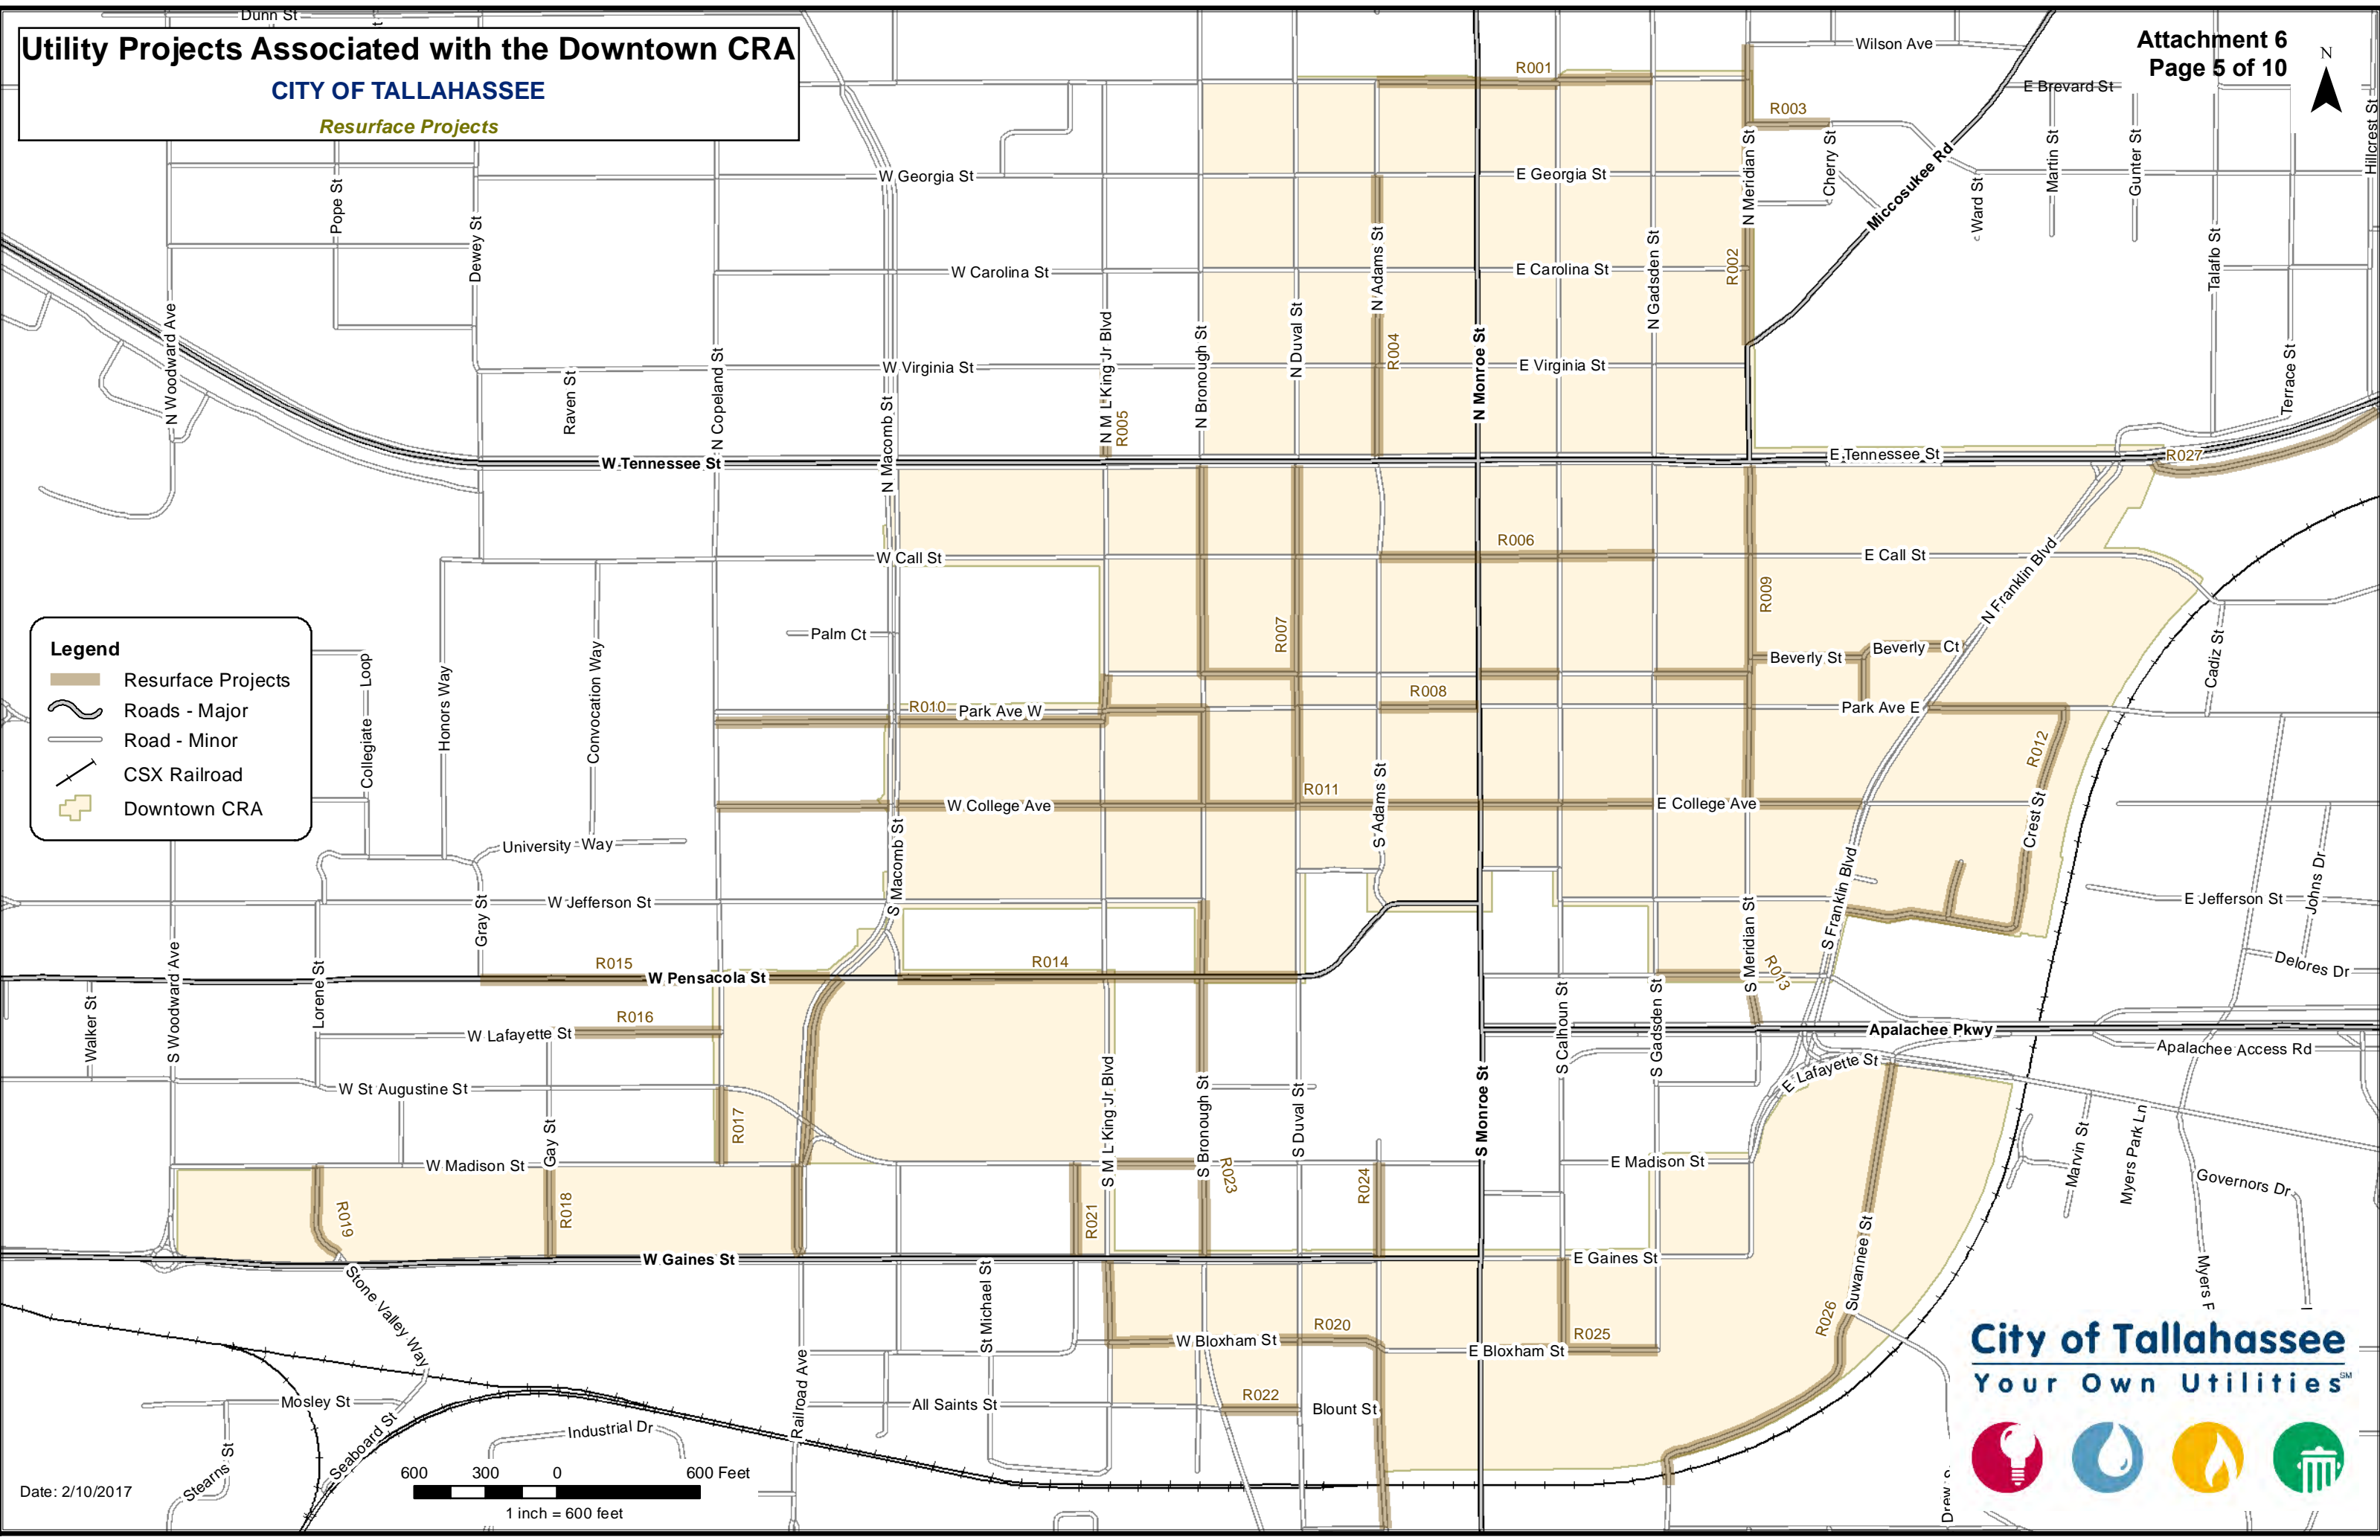 Dunn St
Utility Projects Associated with the Downtown CRA
CITY OF TALLAHASSEE
Resurface Projects
Attachment 6
Page 5 of 10
N
Wilson Ave
E Brevard St
R001
R003
Hillcrest St
Martin St
Gunter St
Cherry St
N Meridian St
Miccosukee Rd
Ward St
Pope St
Dewey St
W Georgia St
E Georgia St
N Adams St
N Gadsden St
R002
Talaflo St
W Carolina St
E Carolina St
N Woodward Ave
N M L King Jr Blvd
N Bronough St
N Duval St
R004
N Monroe St
Terrace St
Raven St
N Copeland St
W Virginia St
E Virginia St
N Macomb St
R005
W Tennessee St
E Tennessee St
R027
W Call St
R006
E Call St
R009
N Franklin Blvd
Palm Ct
R007
Beverly St
Beverly Ct
Cadiz St
Legend
Resurface Projects
Roads - Major
Road - Minor
CSX Railroad
Downtown CRA
Collegiate Loop
Honors Way
Convocation Way
R010
Park Ave W
R008
Park Ave E
R012
W College Ave
R011
E College Ave
S Adams St
Crest St
University Way
S Macomb St
S Franklin Blvd
Johns Dr
Gray St
W Jefferson St
E Jefferson St
S Meridian St
R013
Delores Dr
S Woodward Ave
Lorene St
Walker St
R015
W Pensacola St
R014
R016
W Lafayette St
S Calhoun St
S Gadsden St
Apalachee Pkwy
Apalachee Access Rd
E Lafayette St
W St Augustine St
R017
S M L King Jr Blvd
S Bronough St
S Duval St
S Monroe St
Marvin St
Myers Park Ln
Gay St
W Madison St
R023
R024
E Madison St
Governors Dr
R019
R018
R021
Suwannee St
W Gaines St
E Gaines St
Myers F
Stone Valley Way
St Michael St
W Bloxham St
R020
E Bloxham St
R025
R026
Railroad Ave
Mosley St
All Saints St
R022
Blount St
Seaboard St
Stearns St
Industrial Dr
600 300 0 600 Feet
1 inch = 600 feet
Date: 2/10/2017
City of Tallahassee
Your Own Utilities SM